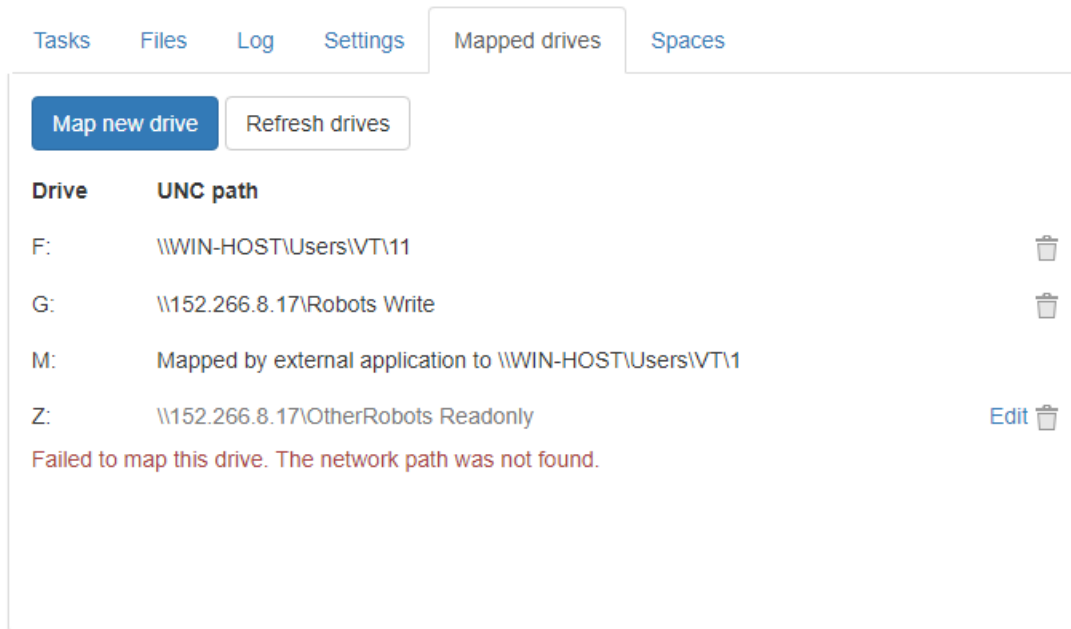 Tasks Files Log Settings Mapped drives Spaces
Map new drive Refresh drives
Drive UNC path
F: \\WIN-HOST\Users\VT\11
G: \\152.266.8.17\Robots Write
M: Mapped by external application to \\WIN-HOST\Users\VT\1
Z: \\152.266.8.17\OtherRobots Readonly Edit
Failed to map this drive. The network path was not found.